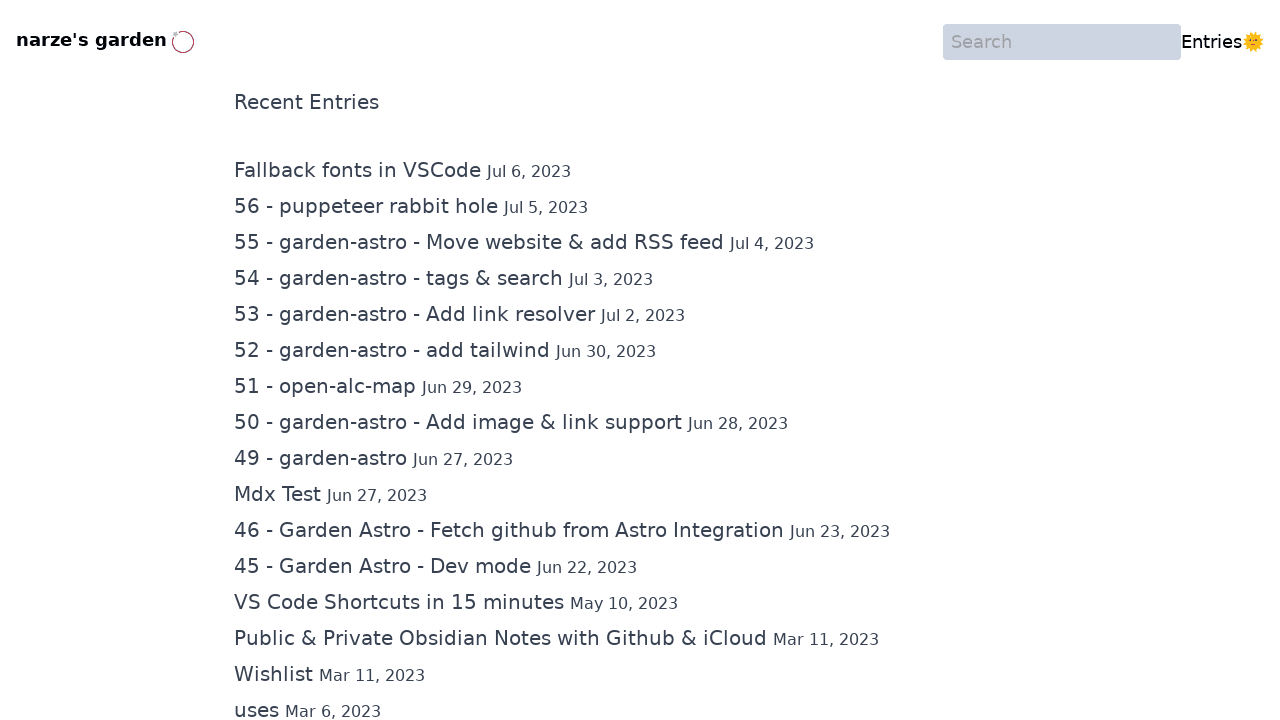 narze's garden
Search
Entries🌞
Recent Entries
Fallback fonts in VSCode Jul 6, 2023
56 - puppeteer rabbit hole Jul 5, 2023
55 - garden-astro - Move website & add RSS feed Jul 4, 2023
54 - garden-astro - tags & search Jul 3, 2023
53 - garden-astro - Add link resolver Jul 2, 2023
52 - garden-astro - add tailwind Jun 30, 2023
51 - open-alc-map Jun 29, 2023
50 - garden-astro - Add image & link support Jun 28, 2023
49 - garden-astro Jun 27, 2023
Mdx Test Jun 27, 2023
46 - Garden Astro - Fetch github from Astro Integration Jun 23, 2023
45 - Garden Astro - Dev mode Jun 22, 2023
VS Code Shortcuts in 15 minutes May 10, 2023
Public & Private Obsidian Notes with Github & iCloud Mar 11, 2023
Wishlist Mar 11, 2023
uses Mar 6, 2023